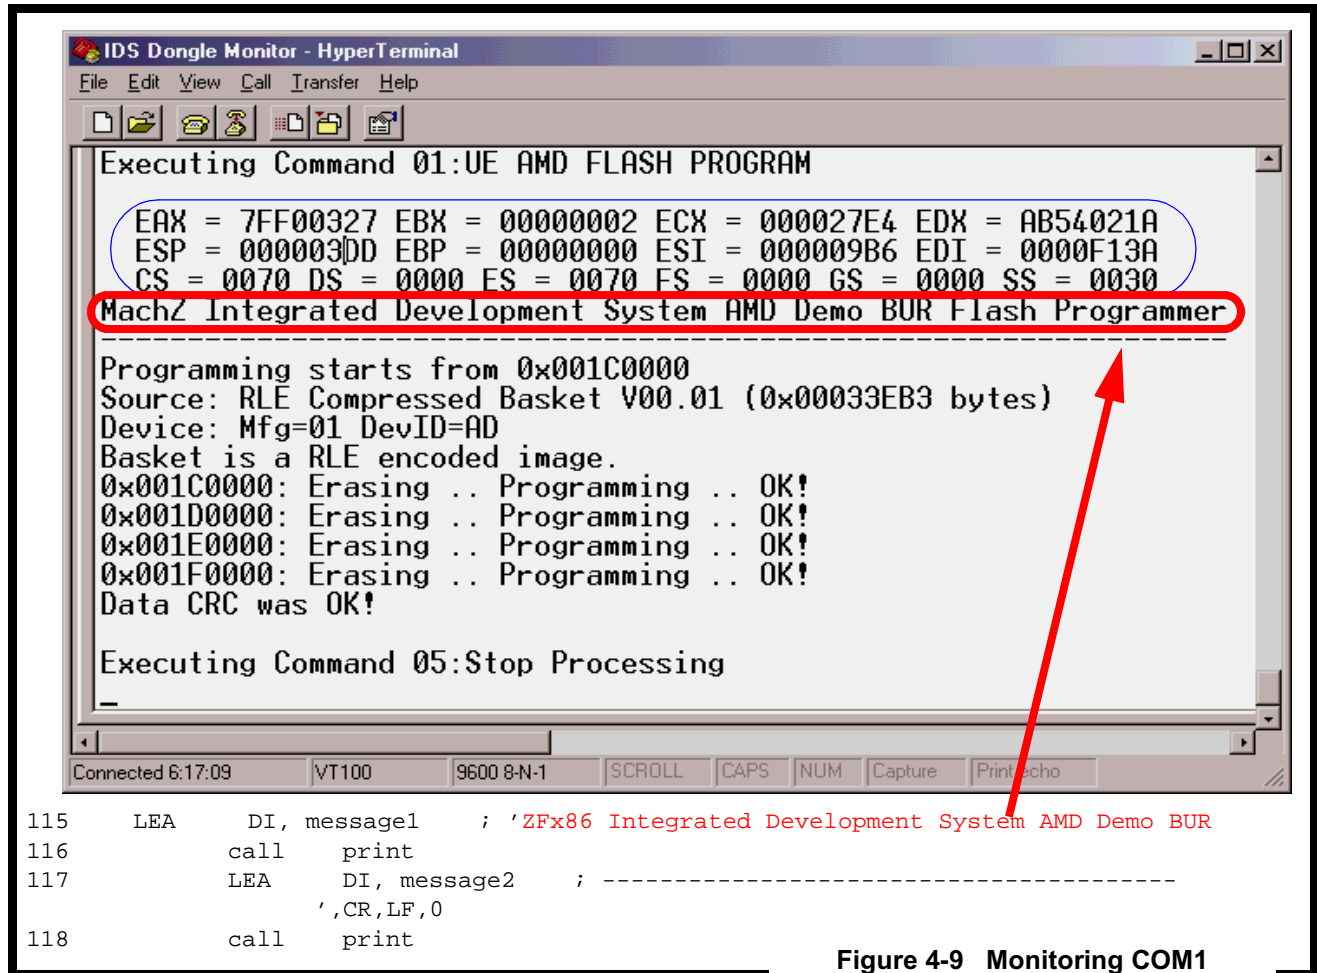 IDS Dongle Monitor - HyperTerminal
File Edit View Call Transfer Help
Executing Command 01:UE AMD FLASH PROGRAM
EAX = 7FF00327 EBX = 00000002 ECX = 000027E4 EDX = AB54021A
ESP = 000003DD EBP = 00000000 ESI = 000009B6 EDI = 0000F13A
CS = 0070 DS = 0000 ES = 0070 FS = 0000 GS = 0000 SS = 0030
MachZ Integrated Development System AMD Demo BUR Flash Programmer
-----------------------------------------------------------------
Programming starts from 0x001C0000
Source: RLE Compressed Basket V00.01 (0x00033EB3 bytes)
Device: Mfg=01 DevID=AD
Basket is a RLE encoded image.
0x001C0000: Erasing .. Programming .. OK!
0x001D0000: Erasing .. Programming .. OK!
0x001E0000: Erasing .. Programming .. OK!
0x001F0000: Erasing .. Programming .. OK!
Data CRC was OK!
Executing Command 05:Stop Processing
_
Connected 6:17:09 VT100 9600 8-N-1 SCROLL CAPS NUM Capture Print echo
115 LEA DI, message1 ; 'ZFx86 Integrated Development System AMD Demo BUR
116 call print
117 LEA DI, message2 ; ----------------------------------------
',CR,LF,0
118 call print
Figure 4-9 Monitoring COM1